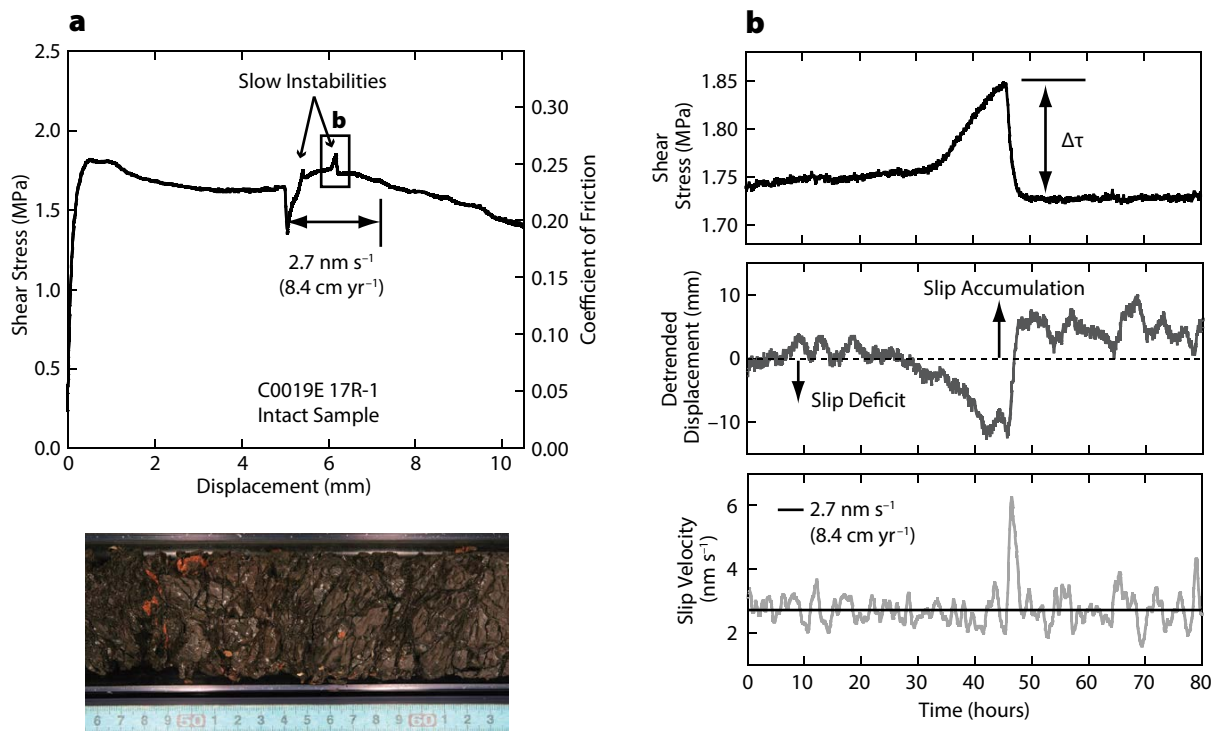 a
2.5
2.0
1.5
1.0
0.5
0.0
Shear Stress (MPa)
Slow Instabilities
b
2.7 nm s⁻¹
(8.4 cm yr⁻¹)
C0019E 17R-1
Intact Sample
0.30
0.25
0.20
0.15
0.10
0.05
0.00
Coefficient of Friction
0 2 4 6 8 10
Displacement (mm)
6 7 8 9 50 1 2 3 4 5 6 7 8 9 60 1 2 3
b
1.85
1.80
1.75
1.70
Shear
Stress (MPa)
Δτ
10
0
−10
Detrended
Displacement (mm)
Slip Accumulation
Slip Deficit
6
4
2
Slip Velocity
(nm s⁻¹)
2.7 nm s⁻¹
(8.4 cm yr⁻¹)
0 10 20 30 40 50 60 70 80
Time (hours)